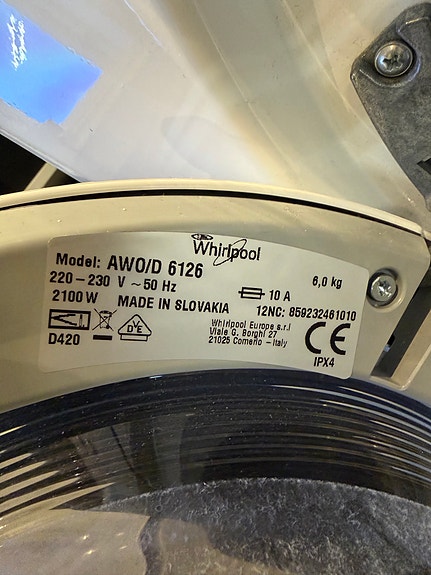 Whirlpool
Model: AWO/D 6126
6,0 kg
220-230 V ~ 50 Hz
10 A
2100 W MADE IN SLOVAKIA
12NC: 859232461010
Whirlpool Europe s.r.l
Viale G. Borghi 27
21025 Comerio - Italy
D420
DVE
CE
IPX4